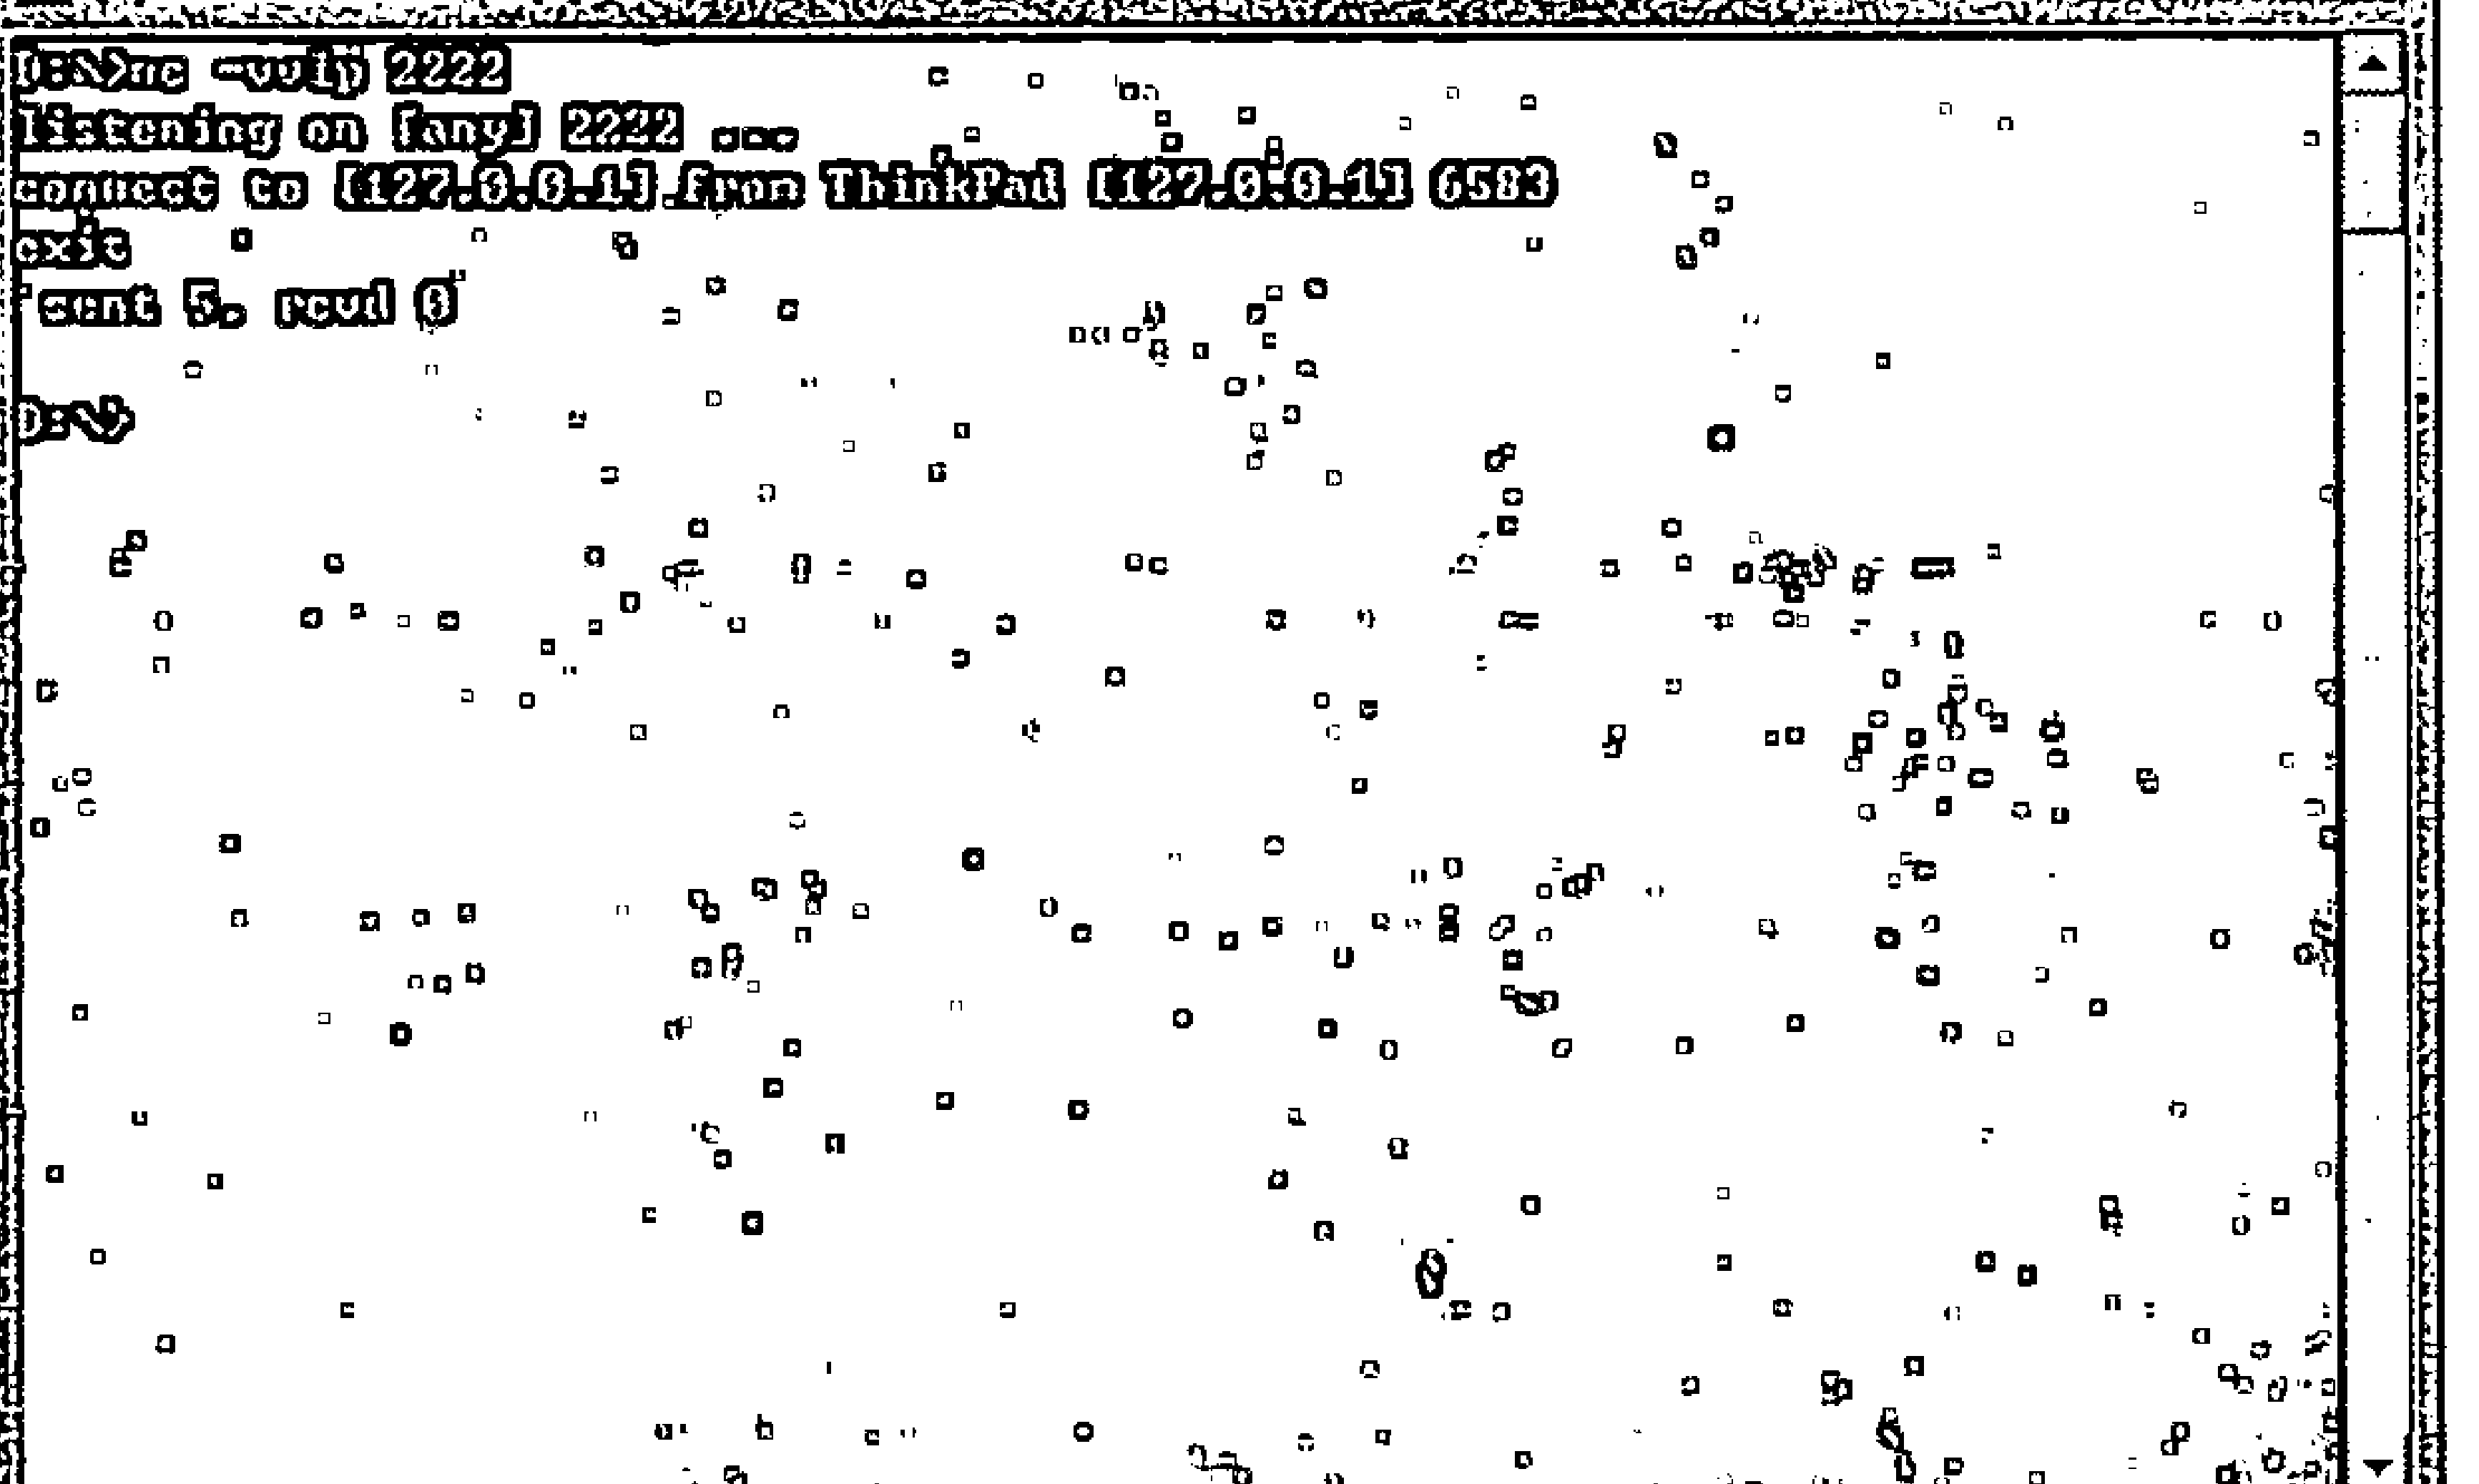 D:\>nc -vvlp 2222
listening on [any] 2222 ...
connect to [127.0.0.1] from ThinkPad [127.0.0.1] 6583
exit
sent 5, rcvd 0
D:\>